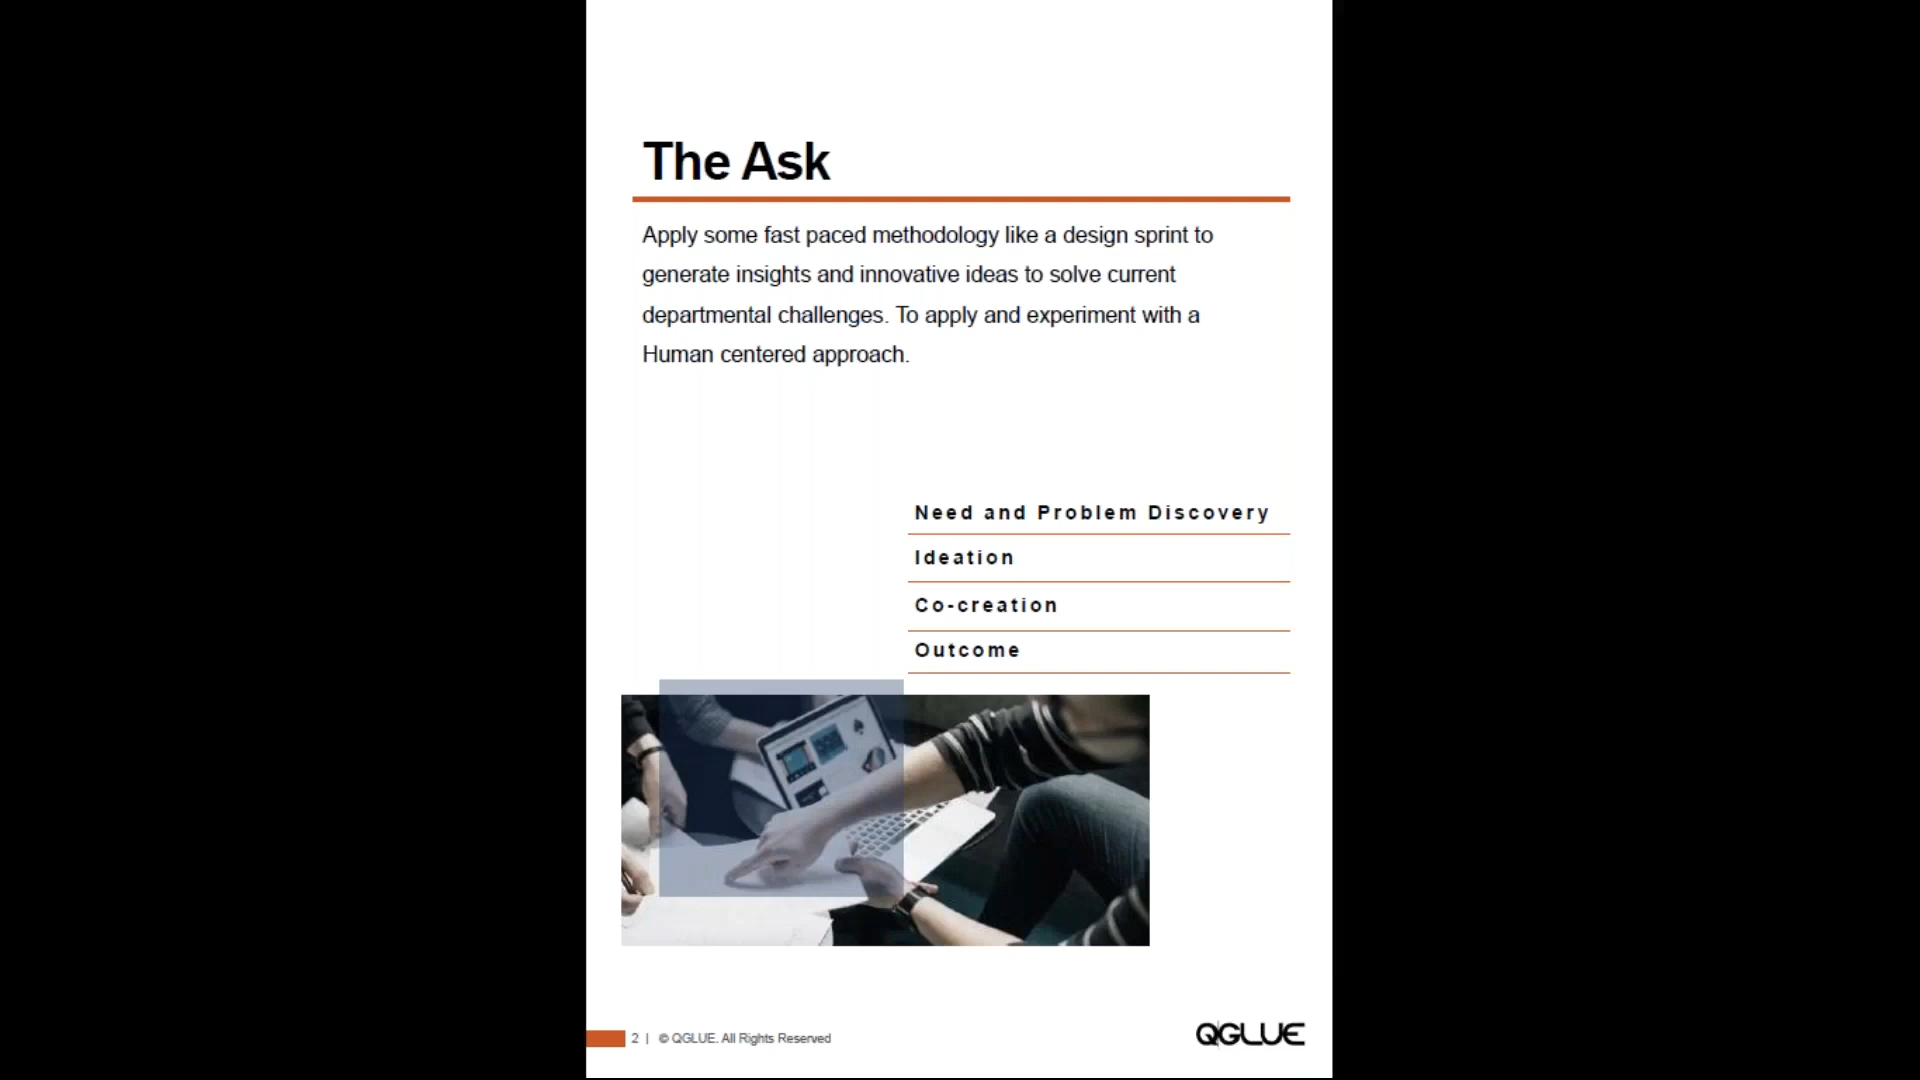 The Ask
Apply some fast paced methodology like a design sprint to
generate insights and innovative ideas to solve current
departmental challenges. To apply and experiment with a
Human centered approach.
Need and Problem Discovery
Ideation
Co-creation
Outcome
2 | © QGLUE. All Rights Reserved
QGLUE